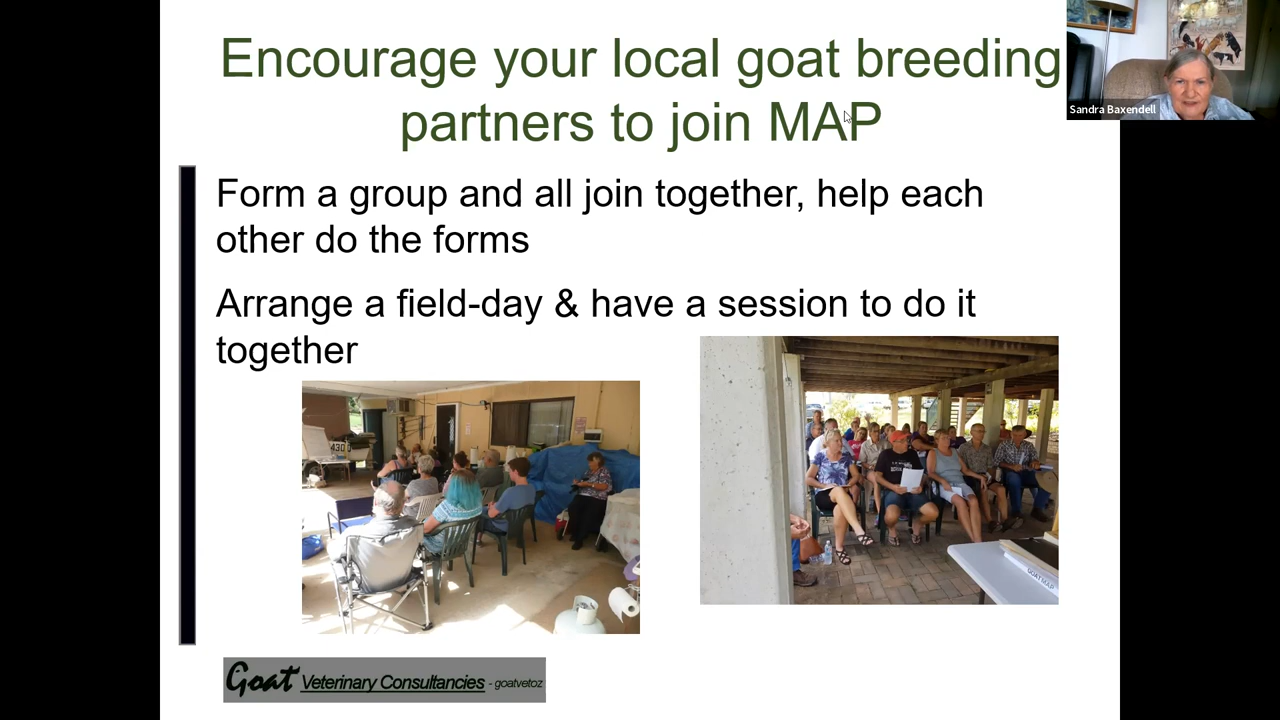 Encourage your local goat breeding
partners to join MAP
Sandra Baxendell
Form a group and all join together, help each
other do the forms
Arrange a field-day & have a session to do it
together
Goat Veterinary Consultancies - goatvetoz